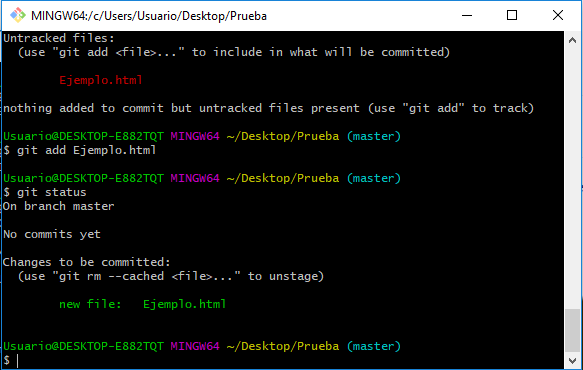 MINGW64:/c/Users/Usuario/Desktop/Prueba
Untracked files:
  (use "git add <file>..." to include in what will be committed)
        Ejemplo.html
nothing added to commit but untracked files present (use "git add" to track)
Usuario@DESKTOP-E882TQT MINGW64 ~/Desktop/Prueba (master)
$ git add Ejemplo.html
Usuario@DESKTOP-E882TQT MINGW64 ~/Desktop/Prueba (master)
$ git status
On branch master
No commits yet
Changes to be committed:
  (use "git rm --cached <file>..." to unstage)
        new file:   Ejemplo.html
Usuario@DESKTOP-E882TQT MINGW64 ~/Desktop/Prueba (master)
$